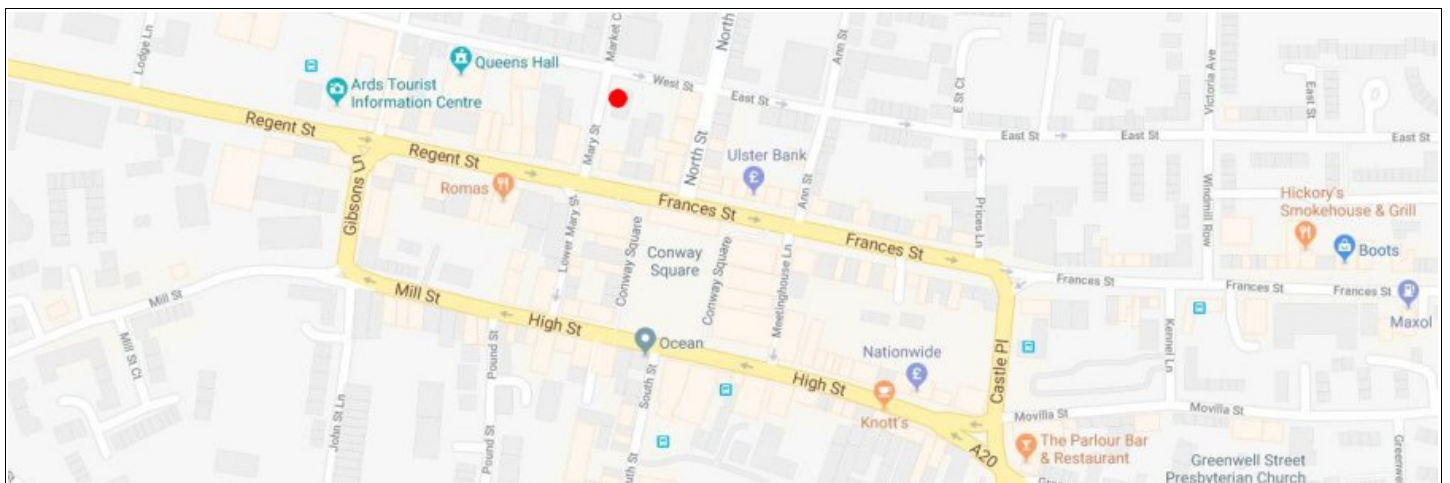 Lodge Ln
Market C
North
Ann St
Queens Hall
Ards Tourist
Information Centre
West St
East St
E St Ct
Victoria Ave
East St
East St
East St
East St
Regent St
Regent St
Mary St
North St
Ulster Bank
Ann St
Prices Ln
Windmill Row
Hickory's
Smokehouse & Grill
Boots
Romas
Gibsons Ln
Frances St
Frances St
Frances St
Frances St
Frances St
Maxol
Lower Mary St
Conway Square
Conway
Square
Conway Square
Meetinghouse Ln
Mill St
Mill St
Mill St Ct
High St
Ocean
Nationwide
High St
Castle Pl
Kennel Ln
Pound St
Pound St
John St Ln
South St
Knott's
A20
Movilla St
Movilla St
The Parlour Bar
& Restaurant
Greenwell Street
Presbyterian Church